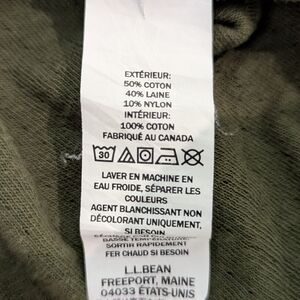 EXTÉRIEUR:
50% COTON
40% LAINE
10% NYLON
INTÉRIEUR:
100% COTON
FABRIQUÉ AU CANADA
30
LAVER EN MACHINE EN
EAU FROIDE, SÉPARER LES
COULEURS
AGENT BLANCHISSANT NON
DÉCOLORANT UNIQUEMENT,
SI BESOIN
BASSE TEMPÉRATURE,
SORTIR RAPIDEMENT
FER CHAUD SI BESOIN
L.L.BEAN
FREEPORT, MAINE
04033 ÉTATS-UNIS